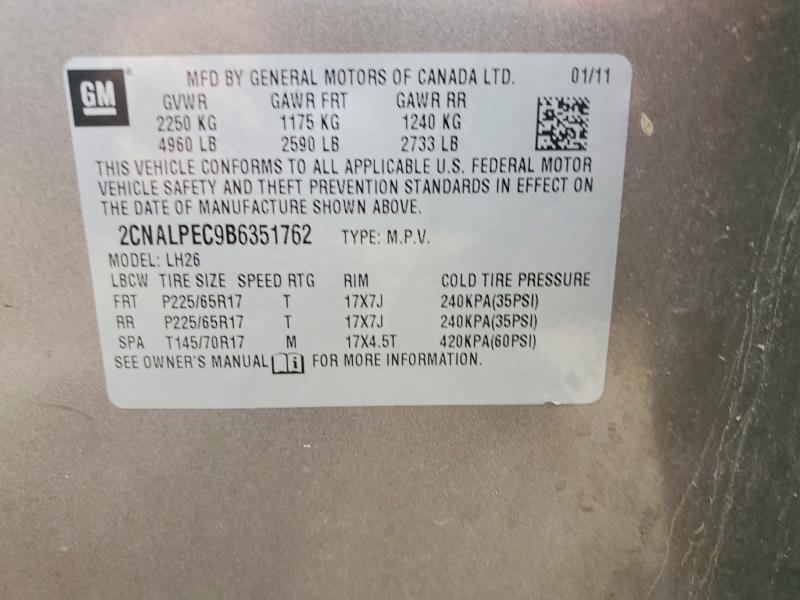 GM MFD BY GENERAL MOTORS OF CANADA LTD. 01/11
GVWR GAWR FRT GAWR RR
2250 KG 1175 KG 1240 KG
4960 LB 2590 LB 2733 LB
THIS VEHICLE CONFORMS TO ALL APPLICABLE U.S. FEDERAL MOTOR
VEHICLE SAFETY AND THEFT PREVENTION STANDARDS IN EFFECT ON
THE DATE OF MANUFACTURE SHOWN ABOVE.
2CNALPEC9B6351762 TYPE: M.P.V.
MODEL: LH26
LBCW TIRE SIZE SPEED RTG RIM COLD TIRE PRESSURE
FRT P225/65R17 T 17X7J 240KPA(35PSI)
RR P225/65R17 T 17X7J 240KPA(35PSI)
SPA T145/70R17 M 17X4.5T 420KPA(60PSI)
SEE OWNER'S MANUAL i FOR MORE INFORMATION.